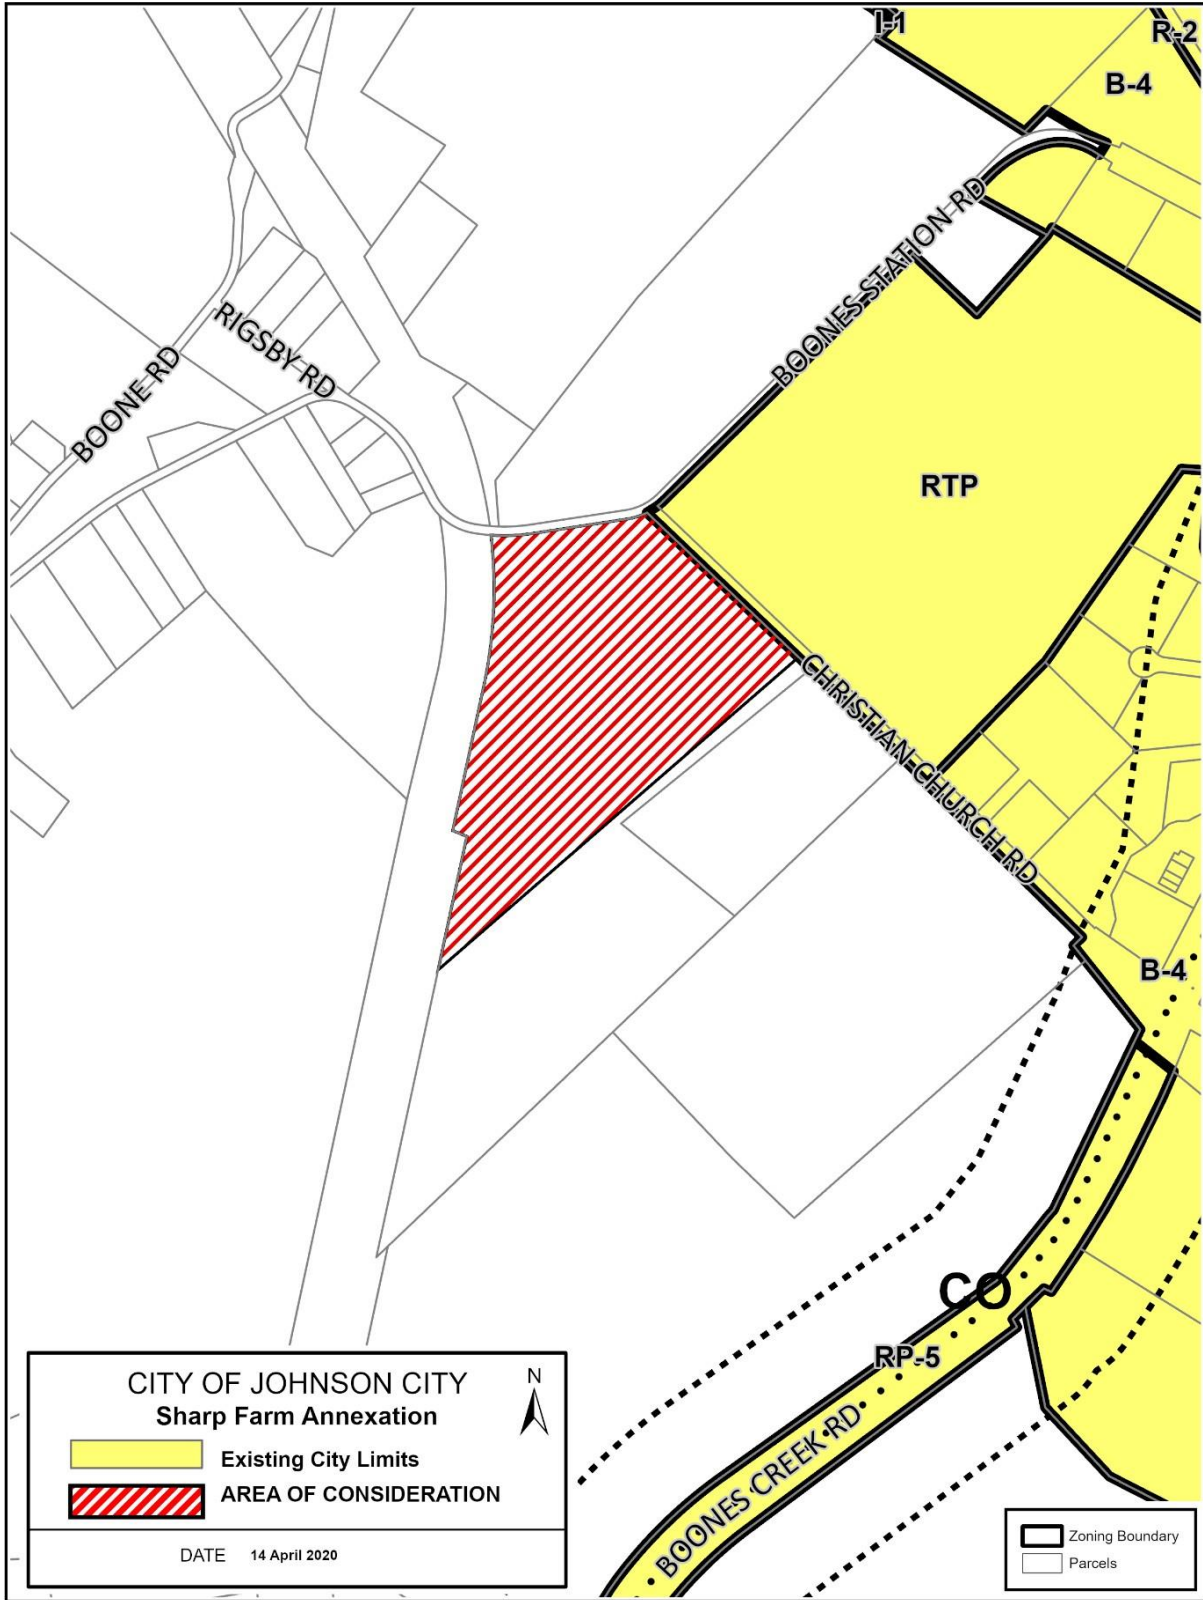 I-1
R-2
B-4
BOONES STATION RD
RIGSBY RD
BOONE RD
RTP
CHRISTIAN CHURCH RD
B-4
CO
RP-5
BOONES CREEK RD
CITY OF JOHNSON CITY
Sharp Farm Annexation
N
Existing City Limits
AREA OF CONSIDERATION
DATE 14 April 2020
Zoning Boundary
Parcels